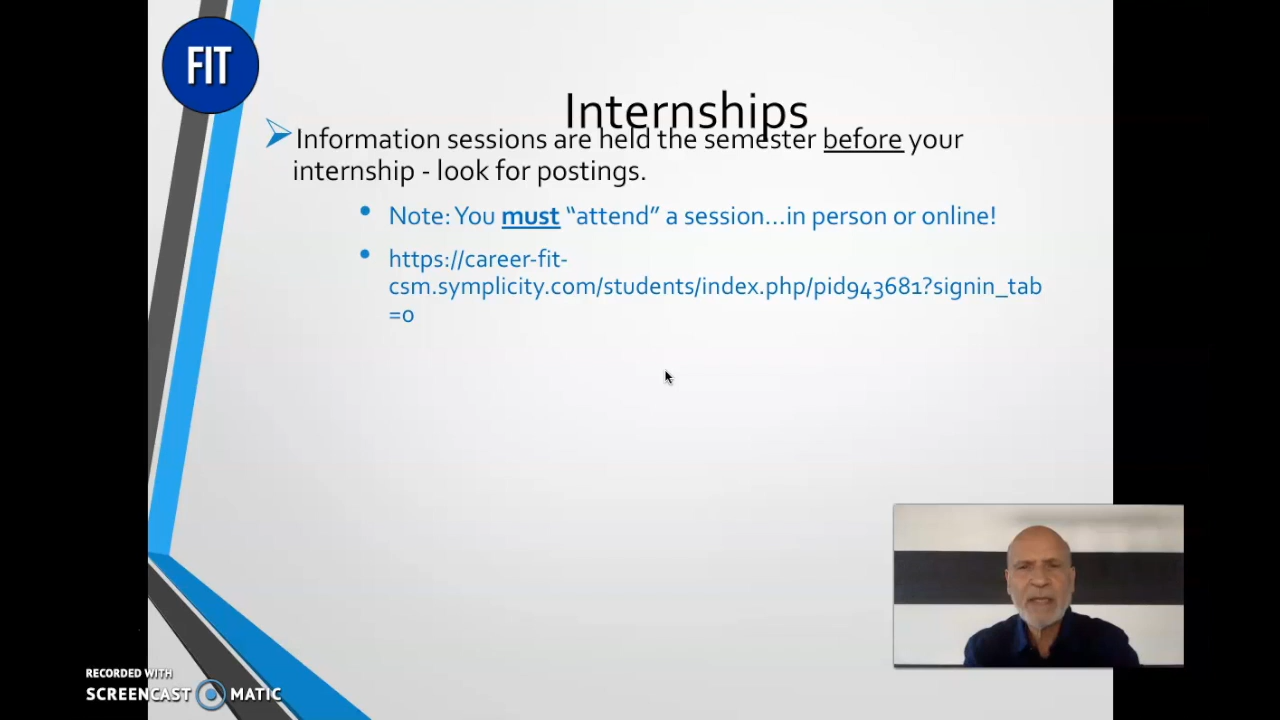 FIT
Internships
Information sessions are held the semester before your
internship - look for postings.
Note: You must “attend” a session...in person or online!
https://career-fit-
csm.symplicity.com/students/index.php/pid943681?signin_tab
=0
RECORDED WITH
SCREENCAST MATIC